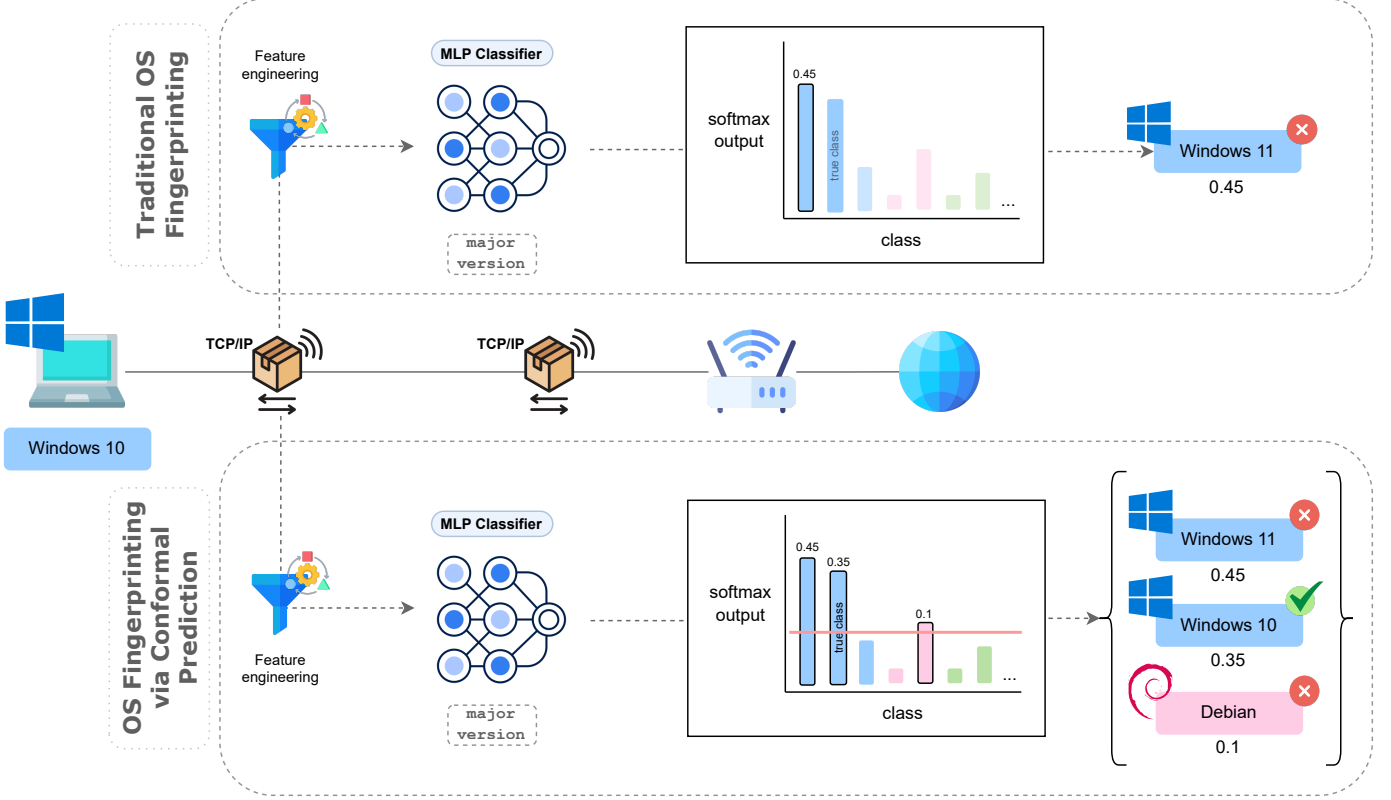 Traditional OS
Fingerprinting
Feature
engineering
MLP Classifier
major
version
softmax
output
0.45
true class
...
class
Windows 11
0.45
TCP/IP
TCP/IP
Windows 10
OS Fingerprinting
via Conformal
Prediction
Feature
engineering
MLP Classifier
major
version
softmax
output
0.45
0.35
true class
0.1
...
class
Windows 11
0.45
Windows 10
0.35
Debian
0.1